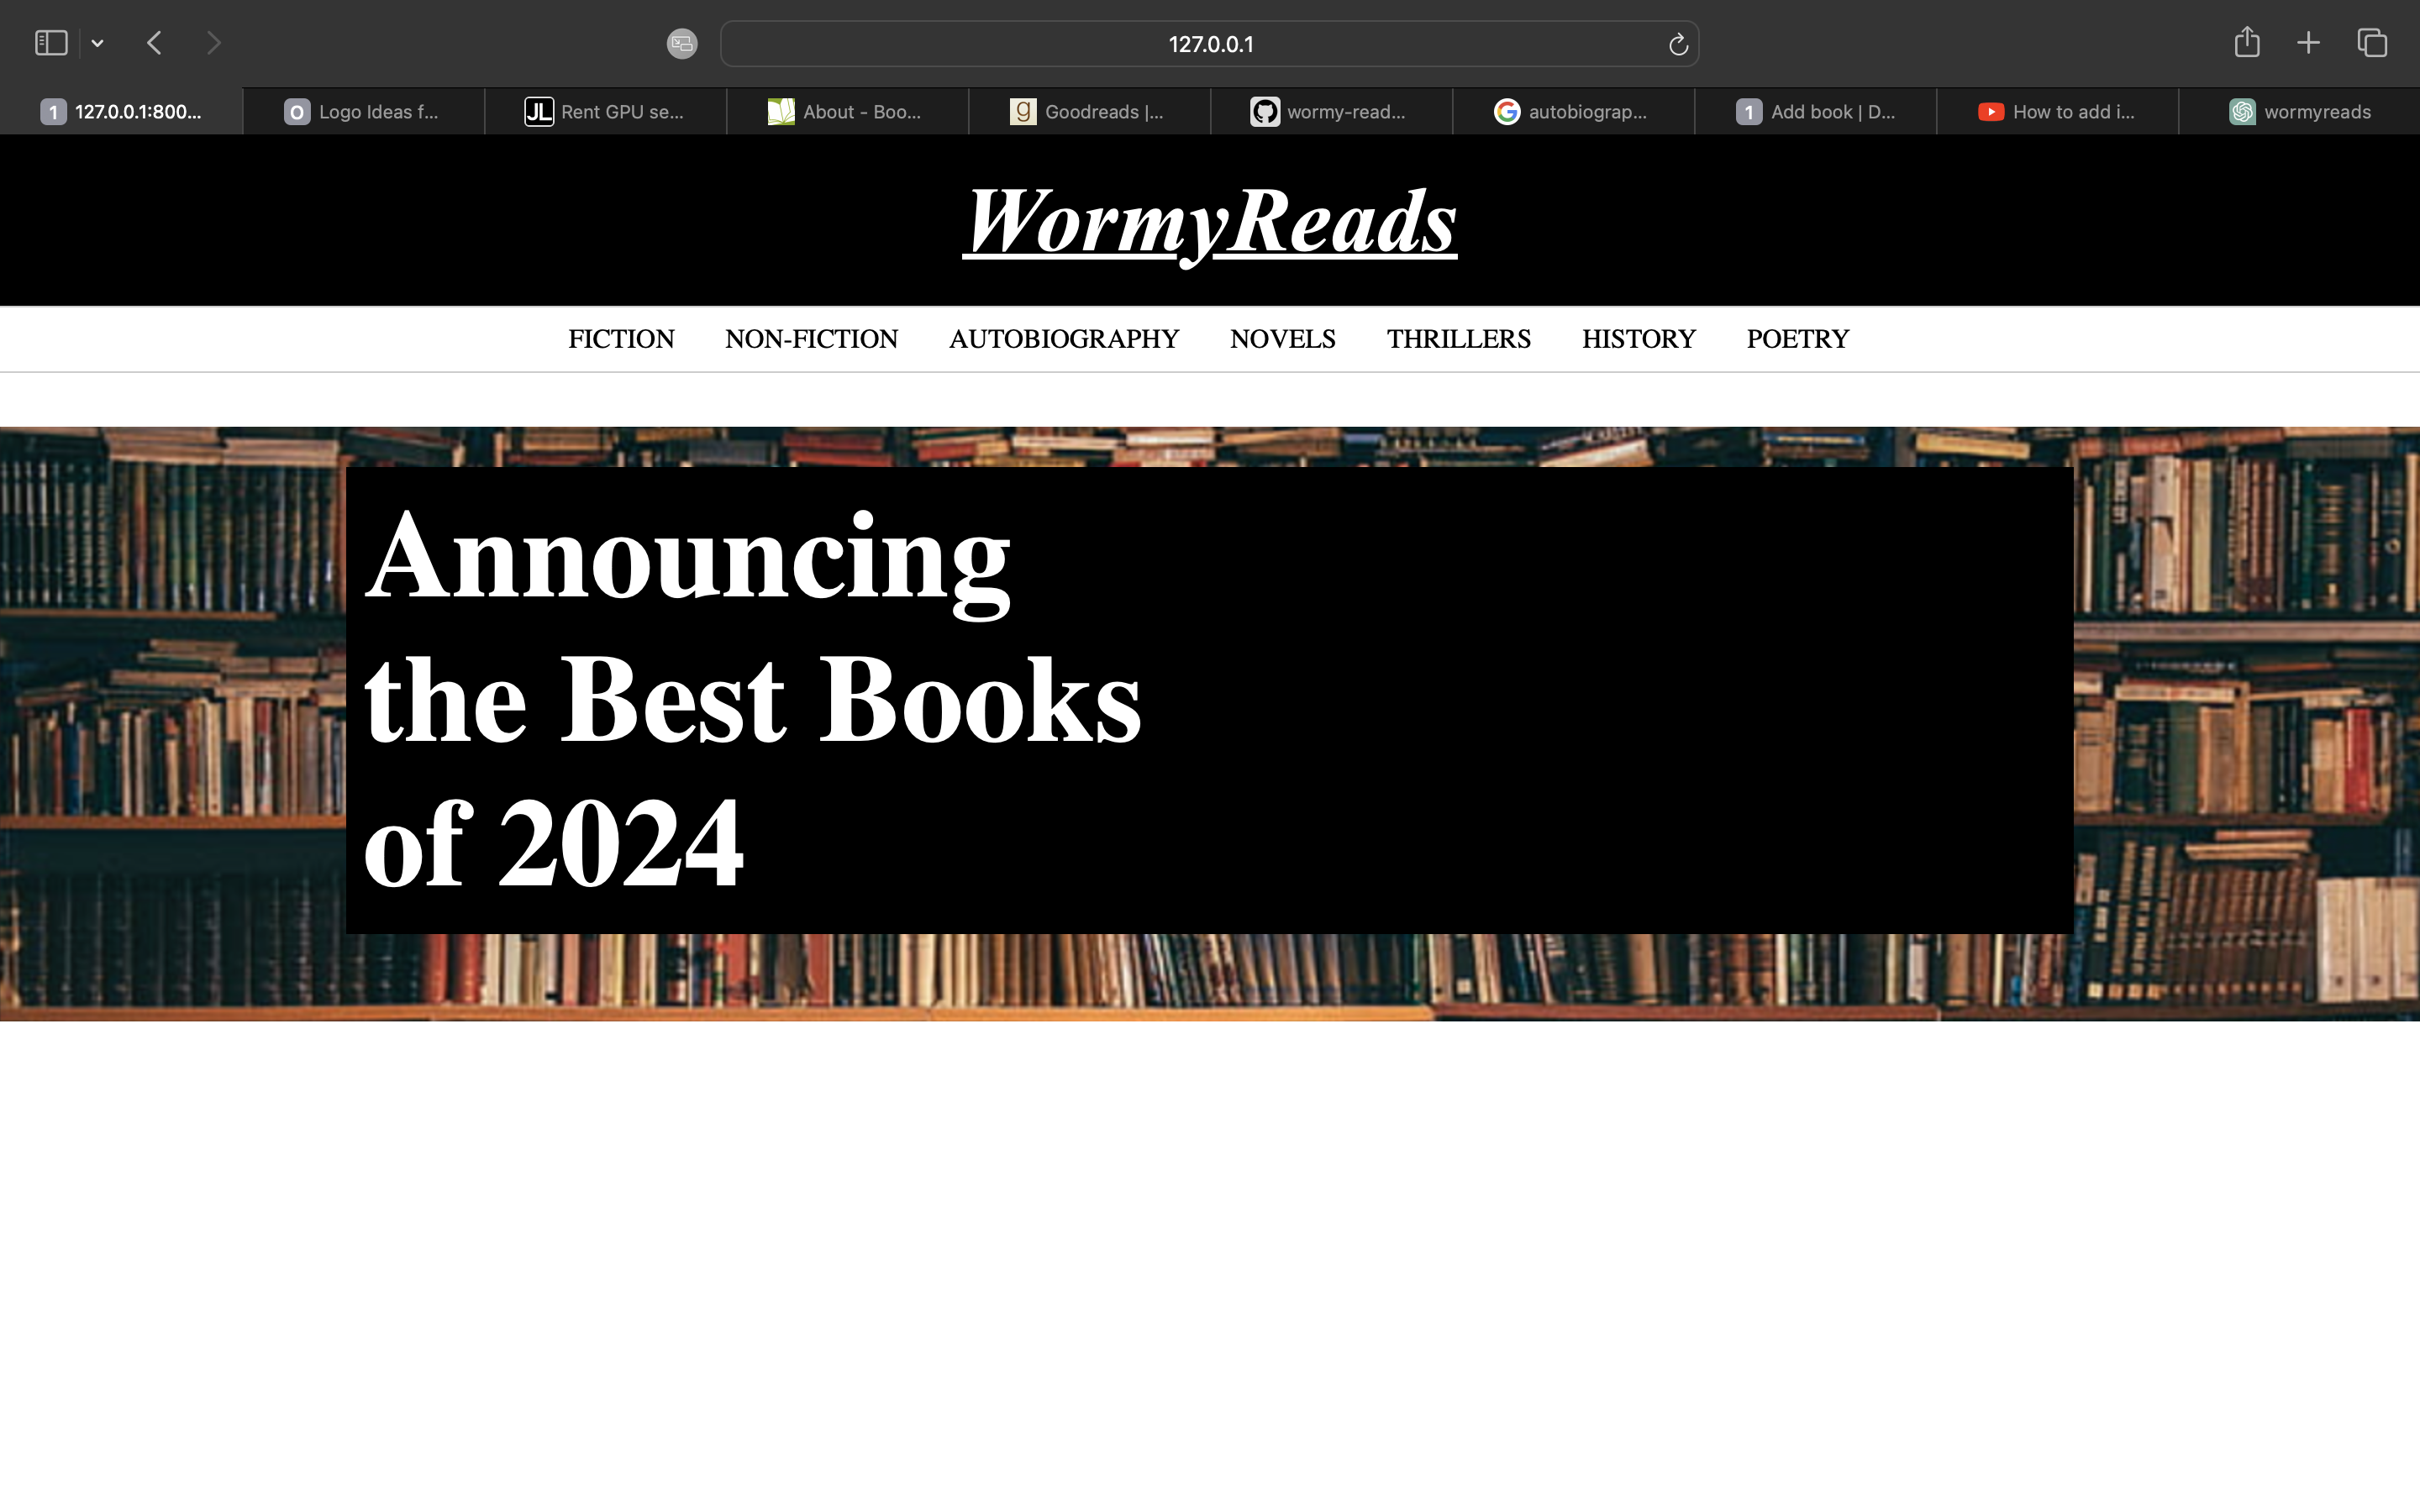 127.0.0.1
1 127.0.0.1:800... O Logo Ideas f... JL Rent GPU se... About - Boo... g Goodreads |... wormy-read... G autobiograp... 1 Add book | D... How to add i... wormyreads
WormyReads
FICTION NON-FICTION AUTOBIOGRAPHY NOVELS THRILLERS HISTORY POETRY
Announcing
the Best Books
of 2024